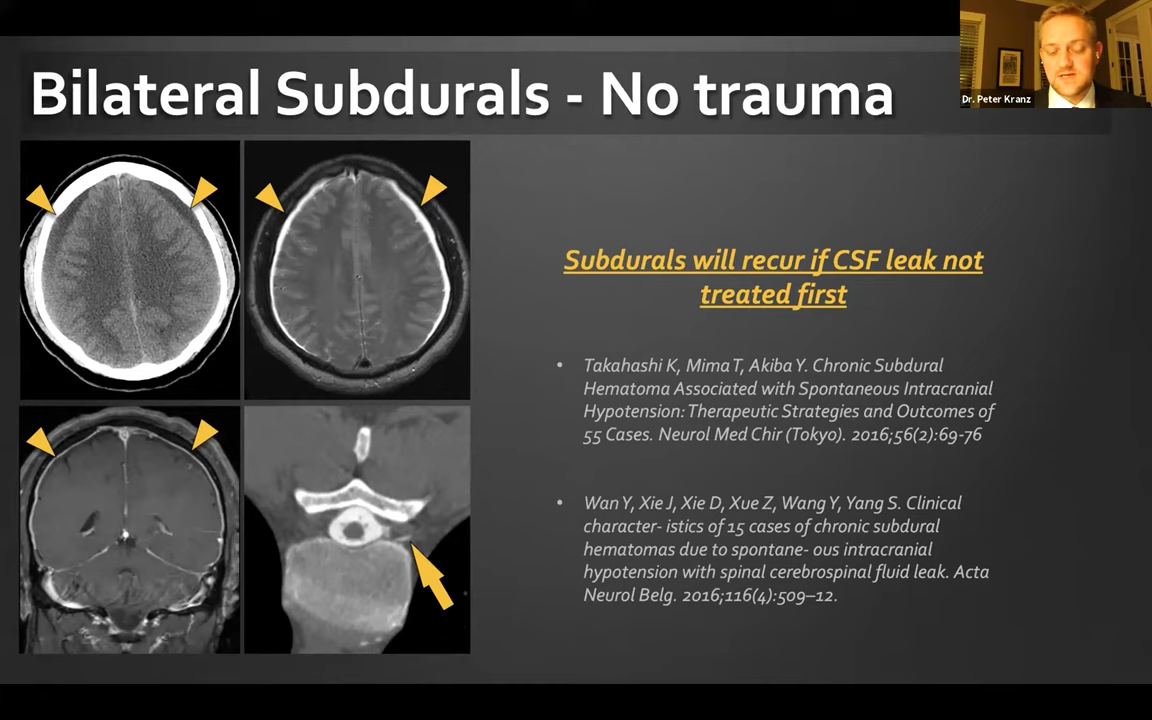 Bilateral Subdurals - No trauma
Dr. Peter Kranz
Subdurals will recur if CSF leak not
treated first
• Takahashi K, Mima T, Akiba Y. Chronic Subdural
Hematoma Associated with Spontaneous Intracranial
Hypotension: Therapeutic Strategies and Outcomes of
55 Cases. Neurol Med Chir (Tokyo). 2016;56(2):69-76
• Wan Y, Xie J, Xie D, Xue Z, Wang Y, Yang S. Clinical
character- istics of 15 cases of chronic subdural
hematomas due to spontane- ous intracranial
hypotension with spinal cerebrospinal fluid leak. Acta
Neurol Belg. 2016;116(4):509–12.